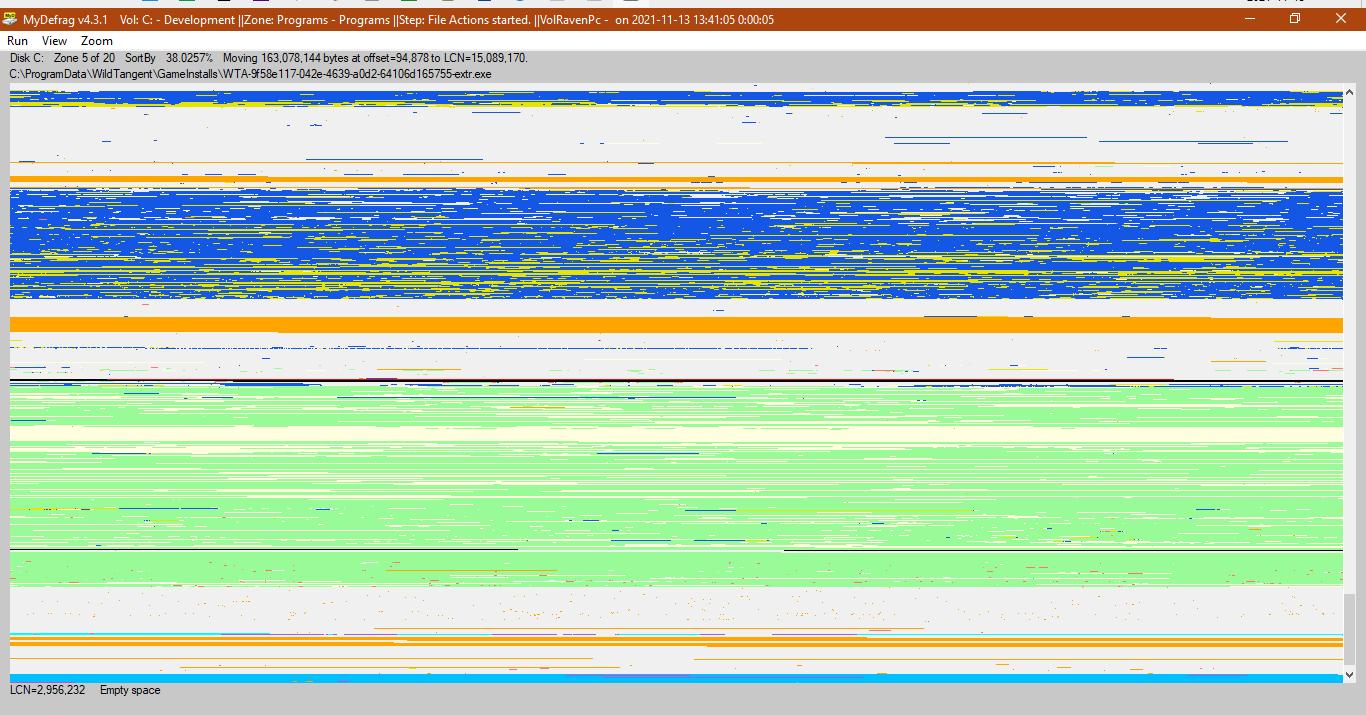 MyDefrag v4.3.1 Vol: C: - Development ||Zone: Programs - Programs ||Step: File Actions started. ||VolRavenPc - on 2021-11-13 13:41:05 0:00:05
Run View Zoom
Disk C: Zone 5 of 20 SortBy 38.0257% Moving 163,078,144 bytes at offset=94,878 to LCN=15,089,170.
C:\ProgramData\WildTangent\GameInstalls\WTA-9f58e117-042e-4639-a0d2-64106d165755-extr.exe
LCN=2,956,232 Empty space